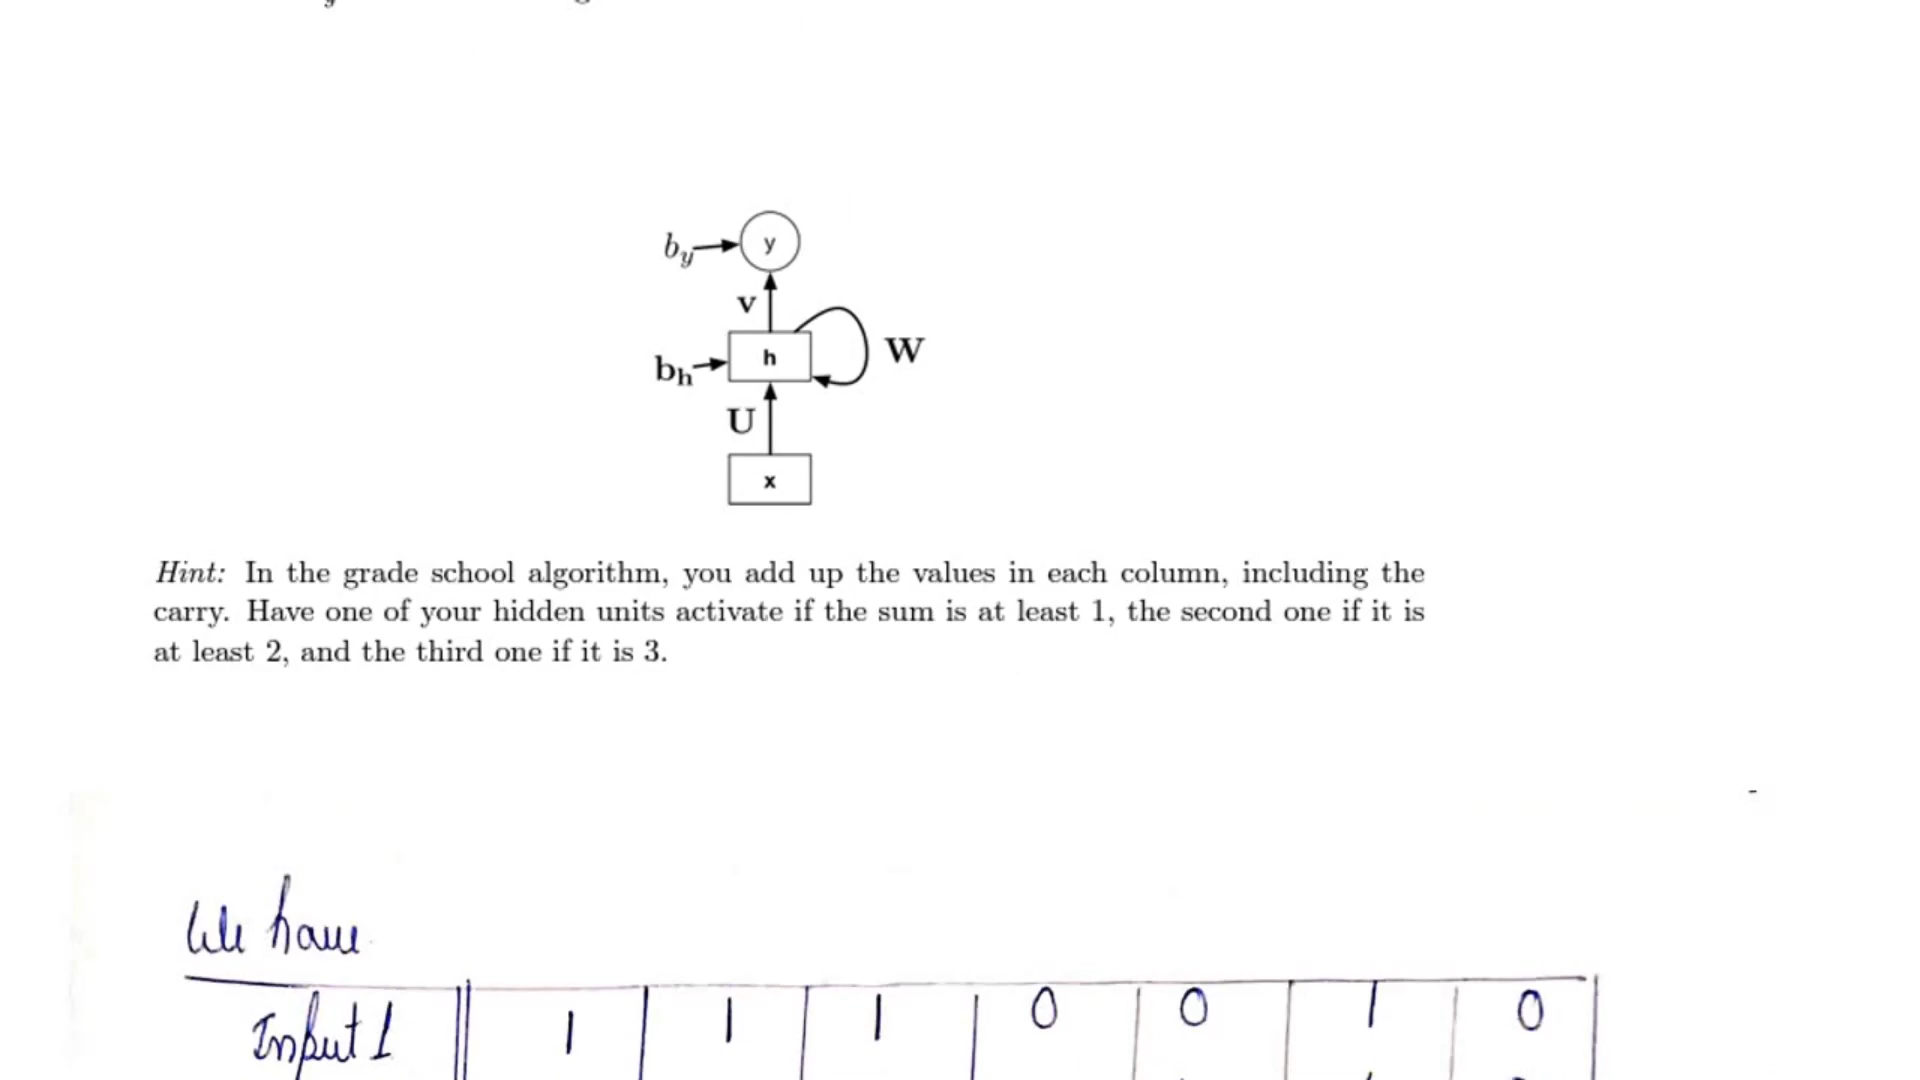 b_y y
v
h W
b_h
U
x
Hint: In the grade school algorithm, you add up the values in each column, including the
carry. Have one of your hidden units activate if the sum is at least 1, the second one if it is
at least 2, and the third one if it is 3.
We have
Input 1 1 1 1 0 0 1 0